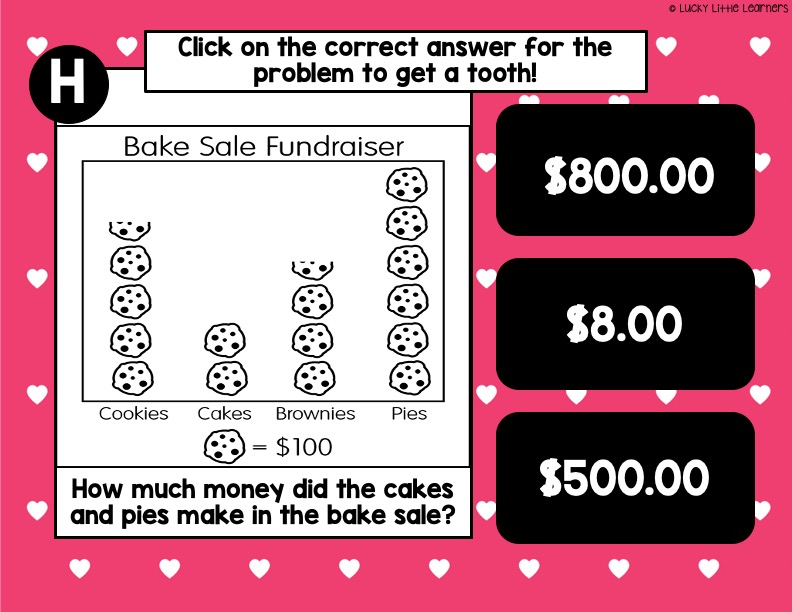 © Lucky Little Learners
Click on the correct answer for the
problem to get a tooth!
H
Bake Sale Fundraiser
Cookies Cakes Brownies Pies
= $100
How much money did the cakes
and pies make in the bake sale?
$800.00
$8.00
$500.00